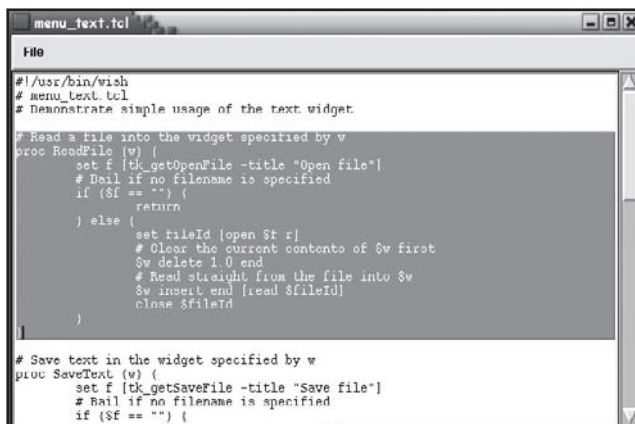 menu_text.tcl
File
#!/usr/bin/wish
# menu_text.tcl
# Demonstrate simple usage of the text widget
# Read a file into the widget specified by w
proc ReadFile {w} {
set f [tk_getOpenFile -title "Open file"]
# Bail if no filename is specified
if {$f == ""} {
return
} else {
set fileId [open $f r]
# Clear the current contents of $w first
$w delete 1.0 end
# Read straight from the file into $w
$w insert end [read $fileId]
close $fileId
}
}
# Save text in the widget specified by w
proc SaveText {w} {
set f [tk_getSaveFile -title "Save file"]
# Bail if no filename is specified
if {$f == ""} {